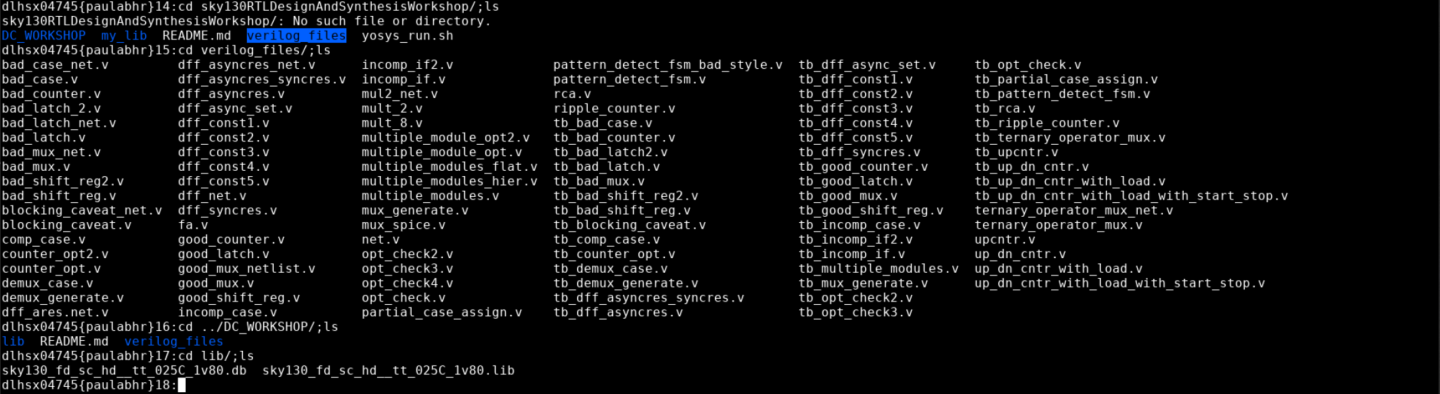 dlhsx04745{paulabhr}14:cd sky130RTLDesignAndSynthesisWorkshop/;ls
sky130RTLDesignAndSynthesisWorkshop/: No such file or directory.
DC_WORKSHOP my_lib README.md verilog_files yosys_run.sh
dlhsx04745{paulabhr}15:cd verilog_files/;ls
bad_case_net.v dff_asyncres_net.v incomp_if2.v pattern_detect_fsm_bad_style.v tb_dff_async_set.v tb_opt_check.v
bad_case.v dff_asyncres_syncres.v incomp_if.v pattern_detect_fsm.v tb_dff_const1.v tb_partial_case_assign.v
bad_counter.v dff_asyncres.v mul2_net.v rca.v tb_dff_const2.v tb_pattern_detect_fsm.v
bad_latch_2.v dff_async_set.v mult_2.v ripple_counter.v tb_dff_const3.v tb_rca.v
bad_latch_net.v dff_const1.v mult_8.v tb_bad_case.v tb_dff_const4.v tb_ripple_counter.v
bad_latch.v dff_const2.v multiple_module_opt2.v tb_bad_counter.v tb_dff_const5.v tb_ternary_operator_mux.v
bad_mux_net.v dff_const3.v multiple_module_opt.v tb_bad_latch2.v tb_dff_syncres.v tb_upcntr.v
bad_mux.v dff_const4.v multiple_modules_flat.v tb_bad_latch.v tb_good_counter.v tb_up_dn_cntr.v
bad_shift_reg2.v dff_const5.v multiple_modules_hier.v tb_bad_mux.v tb_good_latch.v tb_up_dn_cntr_with_load.v
bad_shift_reg.v dff_net.v multiple_modules.v tb_bad_shift_reg2.v tb_good_mux.v tb_up_dn_cntr_with_load_with_start_stop.v
blocking_caveat_net.v dff_syncres.v mux_generate.v tb_bad_shift_reg.v tb_good_shift_reg.v ternary_operator_mux_net.v
blocking_caveat.v fa.v mux_spice.v tb_blocking_caveat.v tb_incomp_case.v ternary_operator_mux.v
comp_case.v good_counter.v net.v tb_comp_case.v tb_incomp_if2.v upcntr.v
counter_opt2.v good_latch.v opt_check2.v tb_counter_opt.v tb_incomp_if.v up_dn_cntr.v
counter_opt.v good_mux_netlist.v opt_check3.v tb_demux_case.v tb_multiple_modules.v up_dn_cntr_with_load.v
demux_case.v good_mux.v opt_check4.v tb_demux_generate.v tb_mux_generate.v up_dn_cntr_with_load_with_start_stop.v
demux_generate.v good_shift_reg.v opt_check.v tb_dff_asyncres_syncres.v tb_opt_check2.v
dff_ares.net.v incomp_case.v partial_case_assign.v tb_dff_asyncres.v tb_opt_check3.v
dlhsx04745{paulabhr}16:cd ../DC_WORKSHOP/;ls
lib README.md verilog_files
dlhsx04745{paulabhr}17:cd lib/;ls
sky130_fd_sc_hd__tt_025C_1v80.db sky130_fd_sc_hd__tt_025C_1v80.lib
dlhsx04745{paulabhr}18: